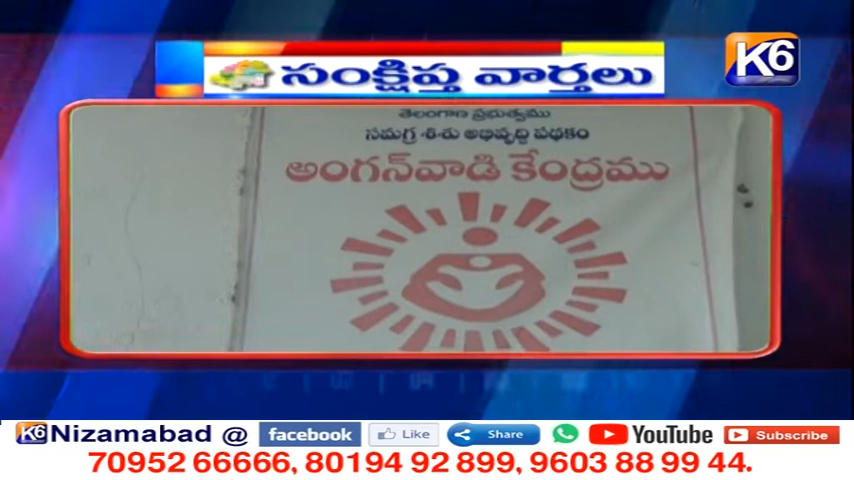 సంక్షిప్త వార్తలు
K6
తెలంగాణ ప్రభుత్వము
సమగ్ర శిశు అభివృద్ధి పథకం
అంగన్‌వాడి కేంద్రము
K6 Nizamabad @ facebook Like Share YouTube Subscribe
70952 66666, 80194 92 899, 9603 88 99 44.